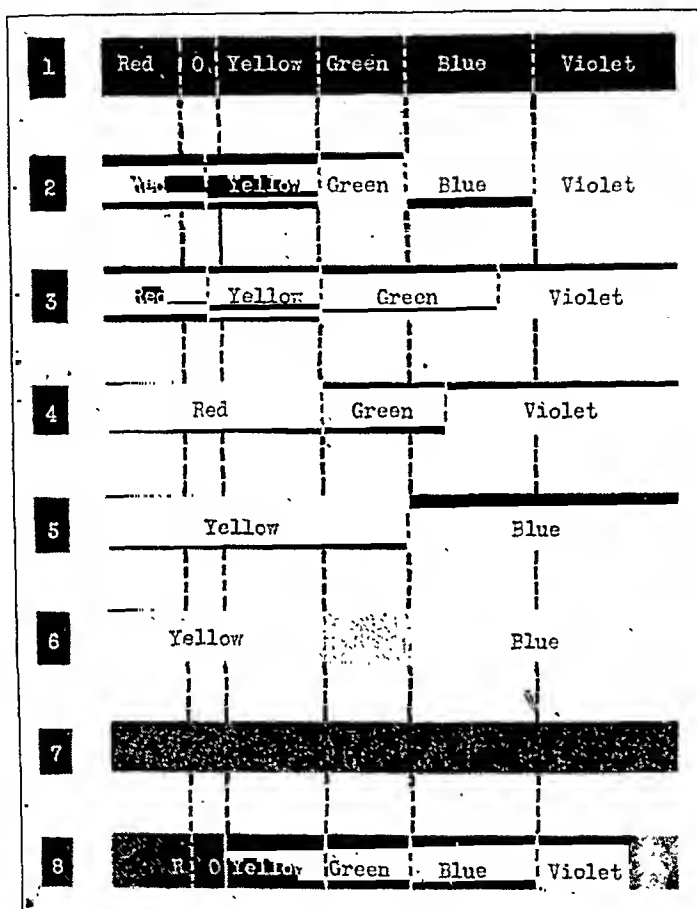 1 Red O. Yellow Green Blue Violet
2 Yellow Green Blue Violet
3 Red Yellow Green Violet
4 Red Green Violet
5 Yellow Blue
6 Yellow Blue
7
8 R O Yellow Green Blue Violet